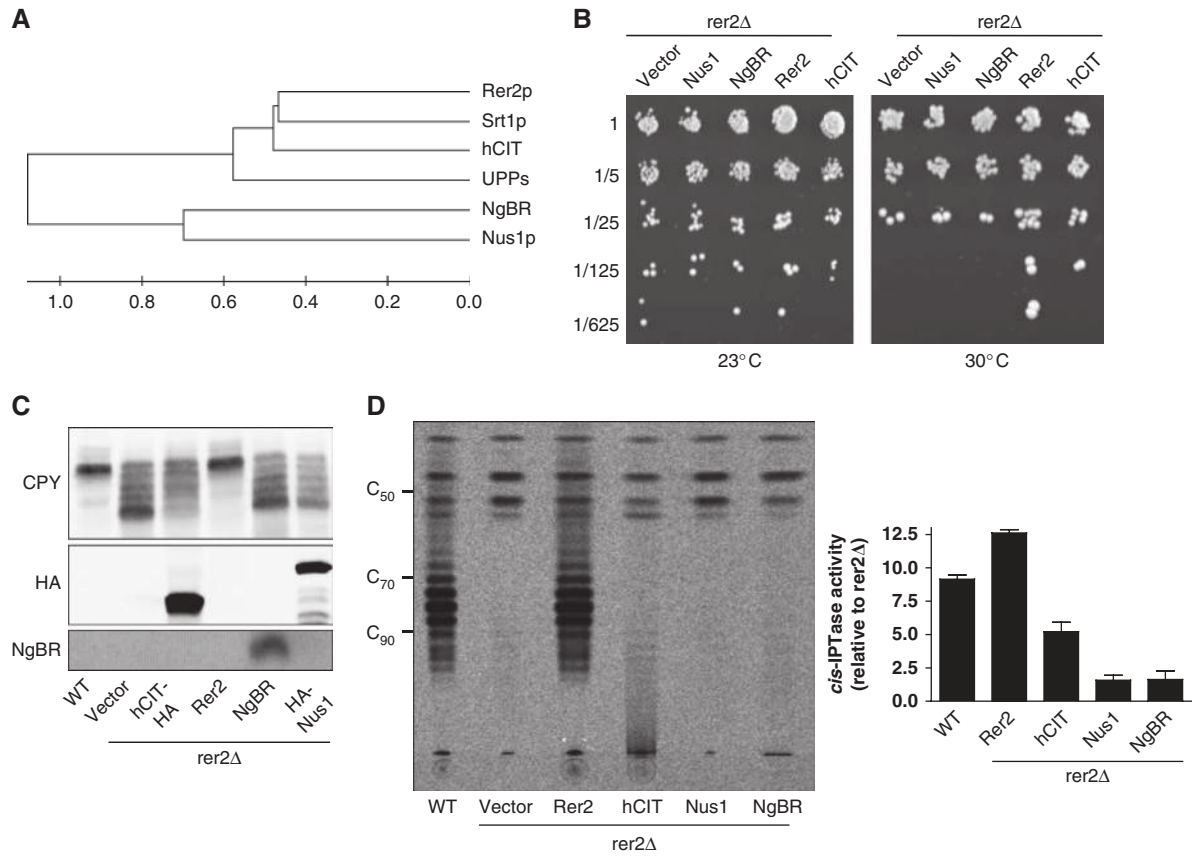 A
Rer2p
Srt1p
hCIT
UPPs
NgBR
Nus1p
1.0 0.8 0.6 0.4 0.2 0.0
B
rer2Δ rer2Δ
Vector Nus1 NgBR Rer2 hCIT Vector Nus1 NgBR Rer2 hCIT
1
1/5
1/25
1/125
1/625
23°C 30°C
C
CPY
HA
NgBR
WT Vector hCIT-HA Rer2 NgBR HA-Nus1
rer2Δ
D
C50
C70
C90
WT Vector Rer2 hCIT Nus1 NgBR
rer2Δ
cis-IPTase activity
(relative to rer2Δ)
12.5
10.0
7.5
5.0
2.5
0.0
WT Rer2 hCIT Nus1 NgBR
rer2Δ